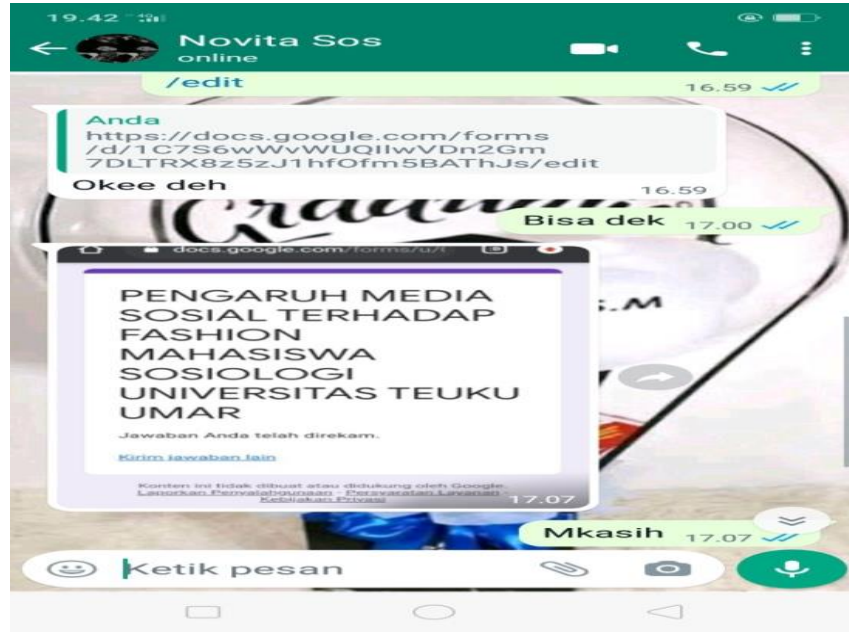 19.42
Novita Sos
online
/edit
16.59
Anda
https://docs.google.com/forms
/d/1C7S6wWvWUQIIwVDn2Gm
7DLTRX8z5zJ1hfOfm5BAThJs/edit
Okee deh
16.59
Bisa dek 17.00
docs.google.com/forms/u/
PENGARUH MEDIA
SOSIAL TERHADAP
FASHION
MAHASISWA
SOSIOLOGI
UNIVERSITAS TEUKU
UMAR
Jawaban Anda telah direkam.
Kirim jawaban lain
Konten ini tidak dibuat atau didukung oleh Google.
Laporkan Penyalahgunaan - Persyaratan Layanan -
Kebijakan Privasi
17.07
Mkasih 17.07
Ketik pesan